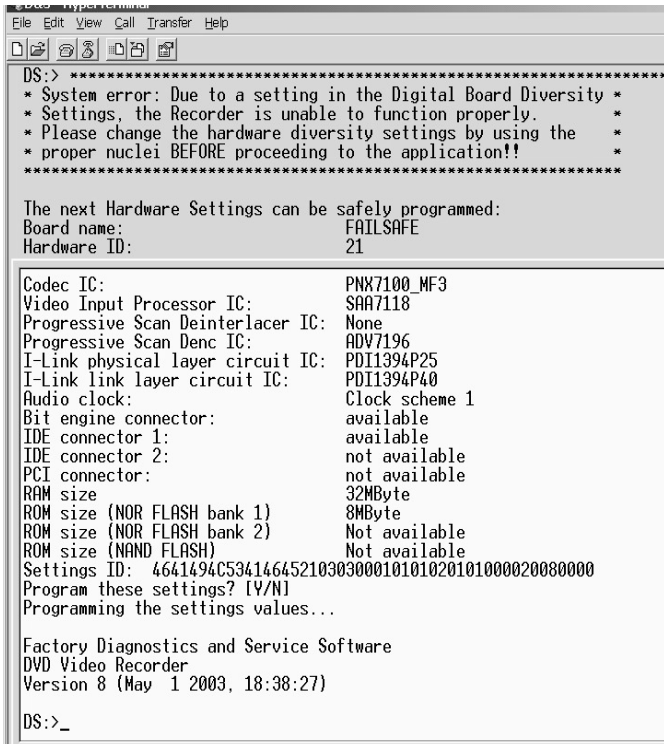 File Edit View Call Transfer Help
DS:> ******************************************************************
* System error: Due to a setting in the Digital Board Diversity *
* Settings, the Recorder is unable to function properly. *
* Please change the hardware diversity settings by using the *
* proper nuclei BEFORE proceeding to the application!! *
*****************************************************************
The next Hardware Settings can be safely programmed:
Board name: FAILSAFE
Hardware ID: 21
Codec IC: PNX7100_MF3
Video Input Processor IC: SAA7118
Progressive Scan Deinterlacer IC: None
Progressive Scan Denc IC: ADV7196
I-Link physical layer circuit IC: PDI1394P25
I-Link link layer circuit IC: PDI1394P40
Audio clock: Clock scheme 1
Bit engine connector: available
IDE connector 1: available
IDE connector 2: not available
PCI connector: not available
RAM size 32MByte
ROM size (NOR FLASH bank 1) 8MByte
ROM size (NOR FLASH bank 2) Not available
ROM size (NAND FLASH) Not available
Settings ID: 4641494C5341464521030300010101020101000020080000
Program these settings? [Y/N]
Programming the settings values...
Factory Diagnostics and Service Software
DVD Video Recorder
Version 8 (May 1 2003, 18:38:27)
DS:>_